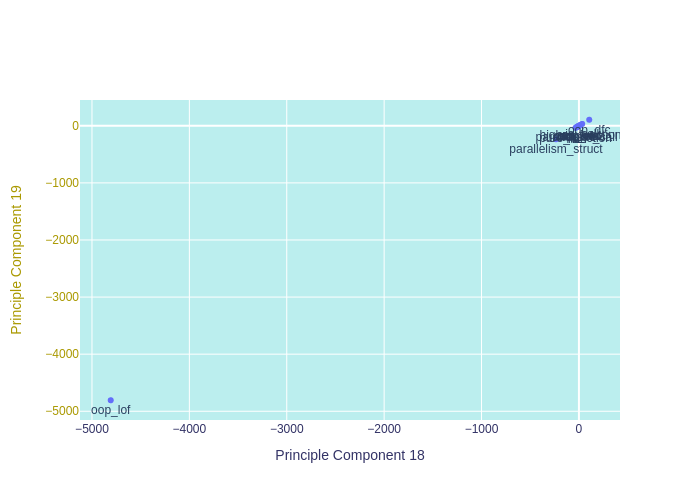 0
−1000
−2000
−3000
−4000
−5000
Principle Component 19
oop_dfc
parallelism_struct
oop_lof
−5000
−4000
−3000
−2000
−1000
0
Principle Component 18